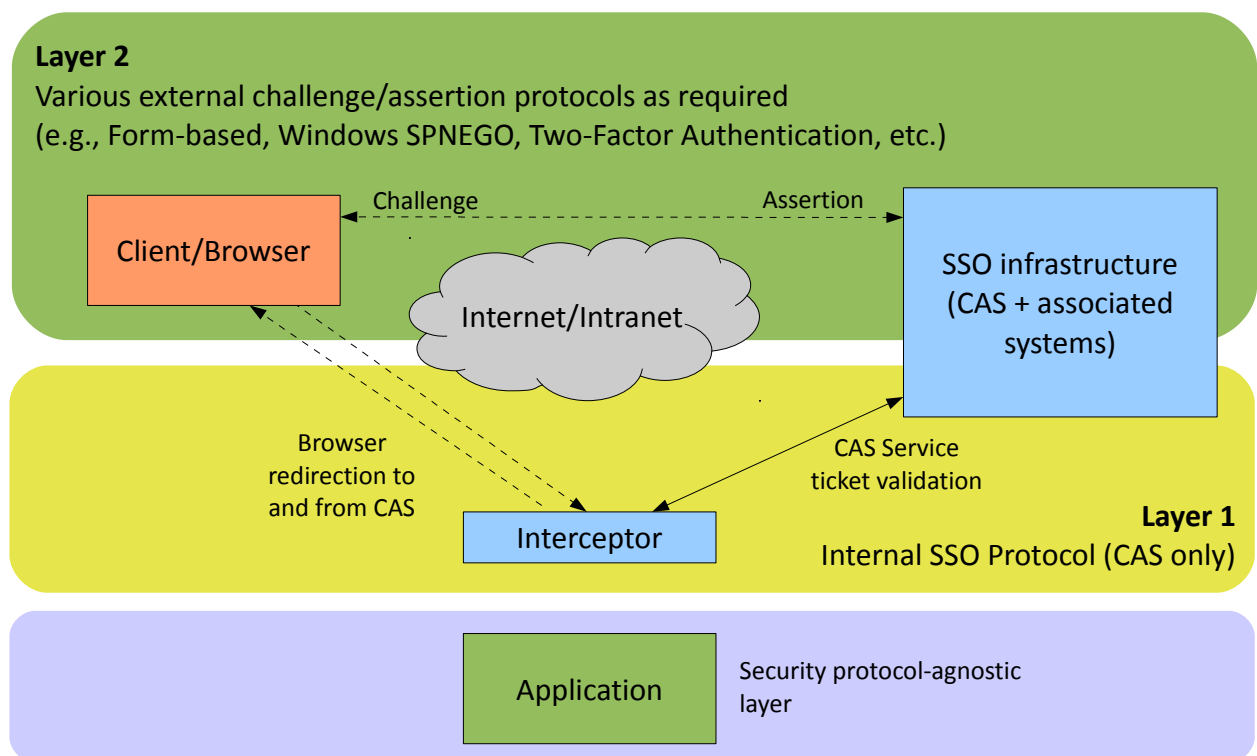 Layer 2
Various external challenge/assertion protocols as required
(e.g., Form-based, Windows SPNEGO, Two-Factor Authentication, etc.)
Challenge
Assertion
Client/Browser
SSO infrastructure
(CAS + associated
systems)
Internet/Intranet
Browser
redirection to
and from CAS
CAS Service
ticket validation
Interceptor
Layer 1
Internal SSO Protocol (CAS only)
Application
Security protocol-agnostic
layer